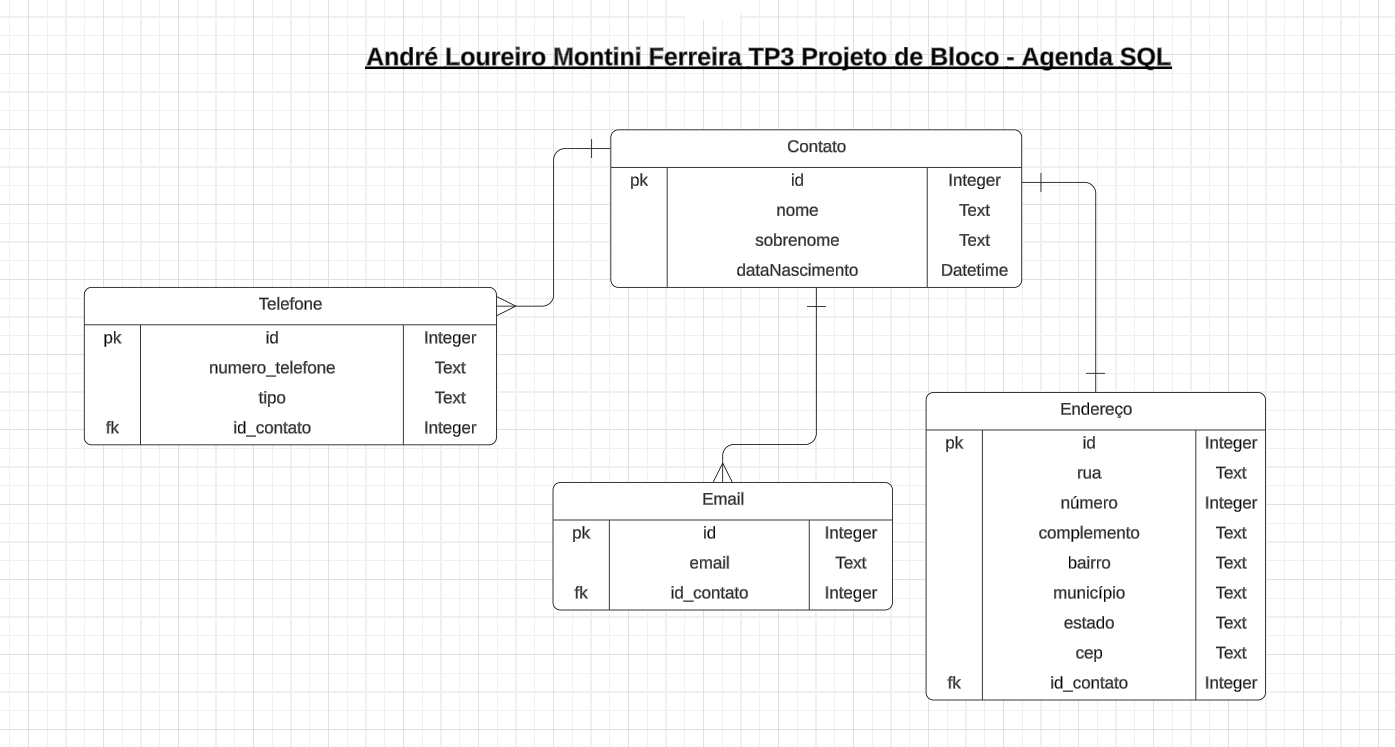 André Loureiro Montini Ferreira TP3 Projeto de Bloco - Agenda SQL
Contato
pk id Integer
nome Text
sobrenome Text
dataNascimento Datetime
Telefone
pk id Integer
numero_telefone Text
tipo Text
fk id_contato Integer
Email
pk id Integer
email Text
fk id_contato Integer
Endereço
pk id Integer
rua Text
número Integer
complemento Text
bairro Text
município Text
estado Text
cep Text
fk id_contato Integer